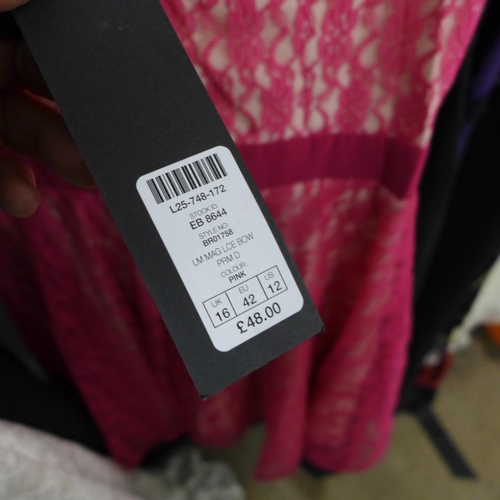 L25-748-172
STOCK ID:
EB 8644
STYLE NO:
BR01758
LM MAG LCE BOW
PRM D
COLOUR:
PINK
UK EU US
16 42 12
£48.00